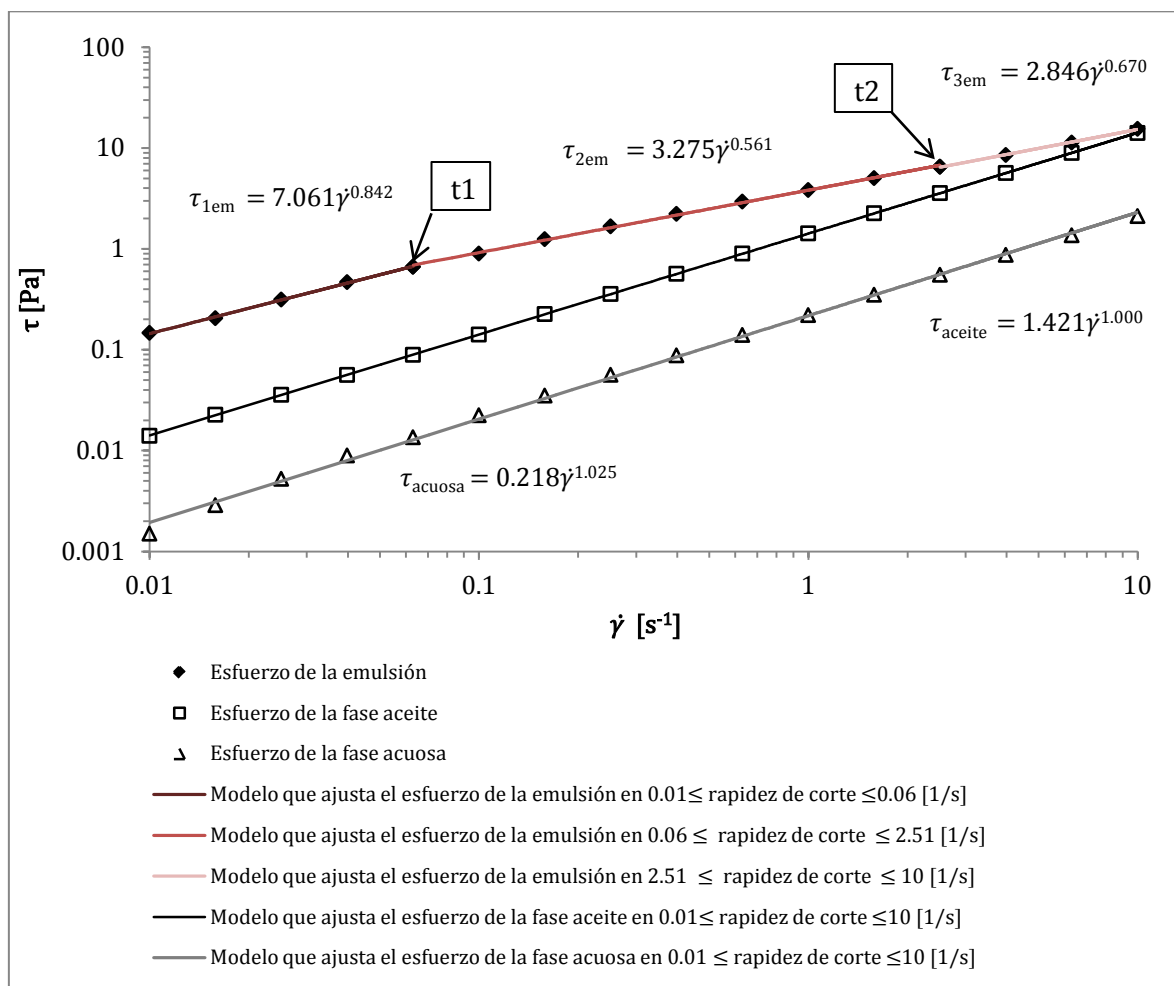 100
10
1
0.1
0.01
0.001
τ [Pa]
τ1em = 7.061γ̇^0.842
t1
τ2em = 3.275γ̇^0.561
t2
τ3em = 2.846γ̇^0.670
τaceite = 1.421γ̇^1.000
τacuosa = 0.218γ̇^1.025
0.01 0.1 1 10
γ̇ [s-1]
Esfuerzo de la emulsión
Esfuerzo de la fase aceite
Esfuerzo de la fase acuosa
Modelo que ajusta el esfuerzo de la emulsión en 0.01≤ rapidez de corte ≤0.06 [1/s]
Modelo que ajusta el esfuerzo de la emulsión en 0.06 ≤ rapidez de corte ≤ 2.51 [1/s]
Modelo que ajusta el esfuerzo de la emulsión en 2.51 ≤ rapidez de corte ≤ 10 [1/s]
Modelo que ajusta el esfuerzo de la fase aceite en 0.01≤ rapidez de corte ≤10 [1/s]
Modelo que ajusta el esfuerzo de la fase acuosa en 0.01 ≤ rapidez de corte ≤10 [1/s]